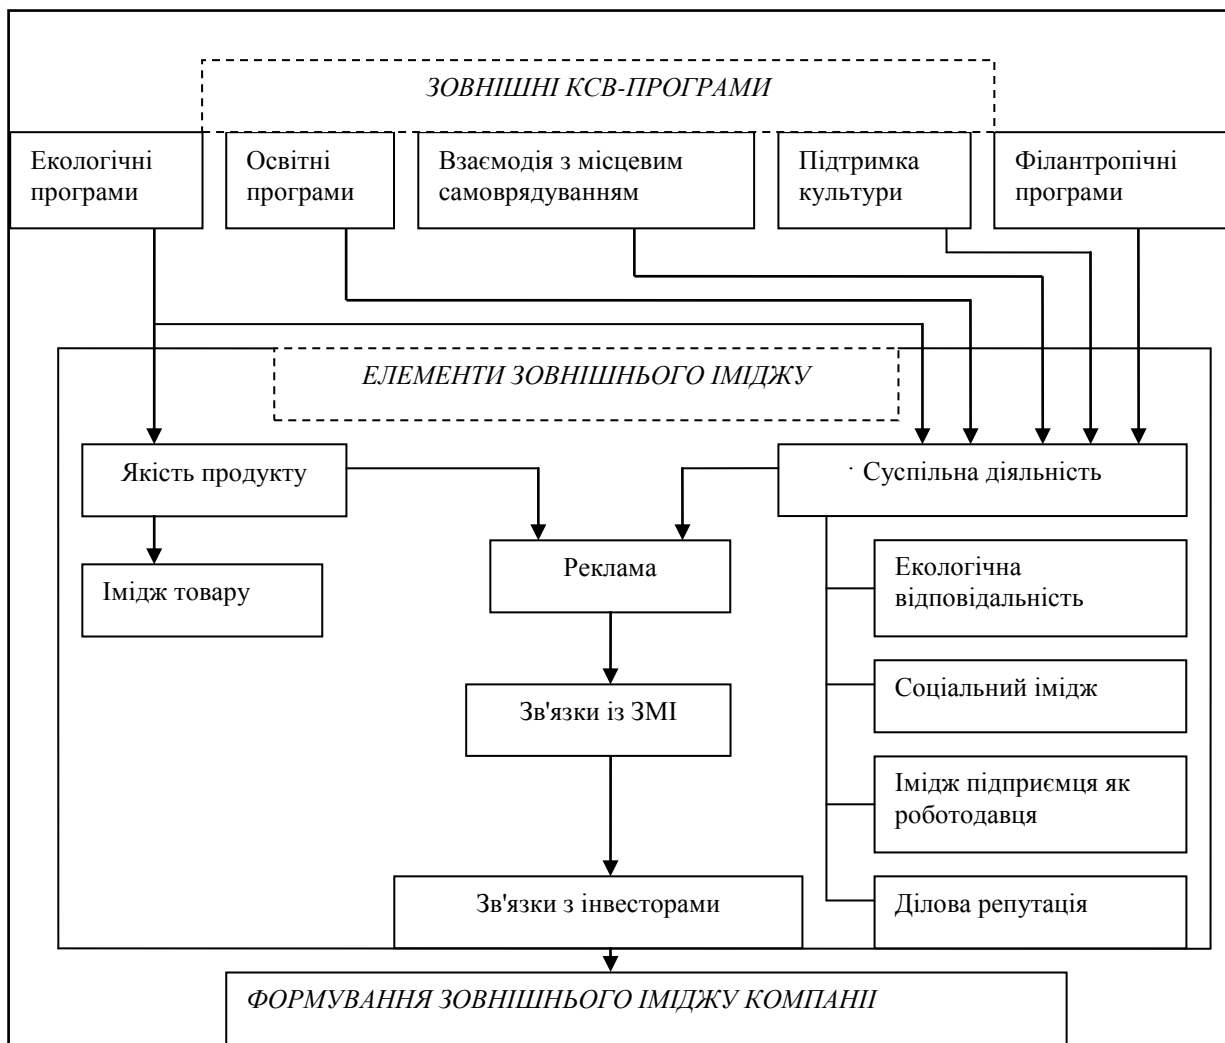 ЗОВНІШНІ КСВ-ПРОГРАМИ
Екологічні
програми
Освітні
програми
Взаємодія з місцевим
самоврядуванням
Підтримка
культури
Філантропічні
програми
ЕЛЕМЕНТИ ЗОВНІШНЬОГО ІМІДЖУ
Якість продукту
Суспільна діяльність
Реклама
Імідж товару
Екологічна
відповідальність
Соціальний імідж
Зв'язки із ЗМІ
Імідж підприємця як
роботодавця
Зв'язки з інвесторами
Ділова репутація
ФОРМУВАННЯ ЗОВНІШНЬОГО ІМІДЖУ КОМПАНІЇ